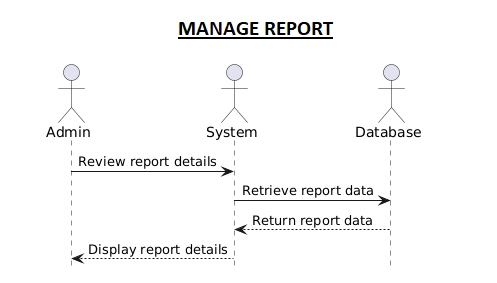 MANAGE REPORT
Admin System Database
Review report details
Retrieve report data
Return report data
Display report details